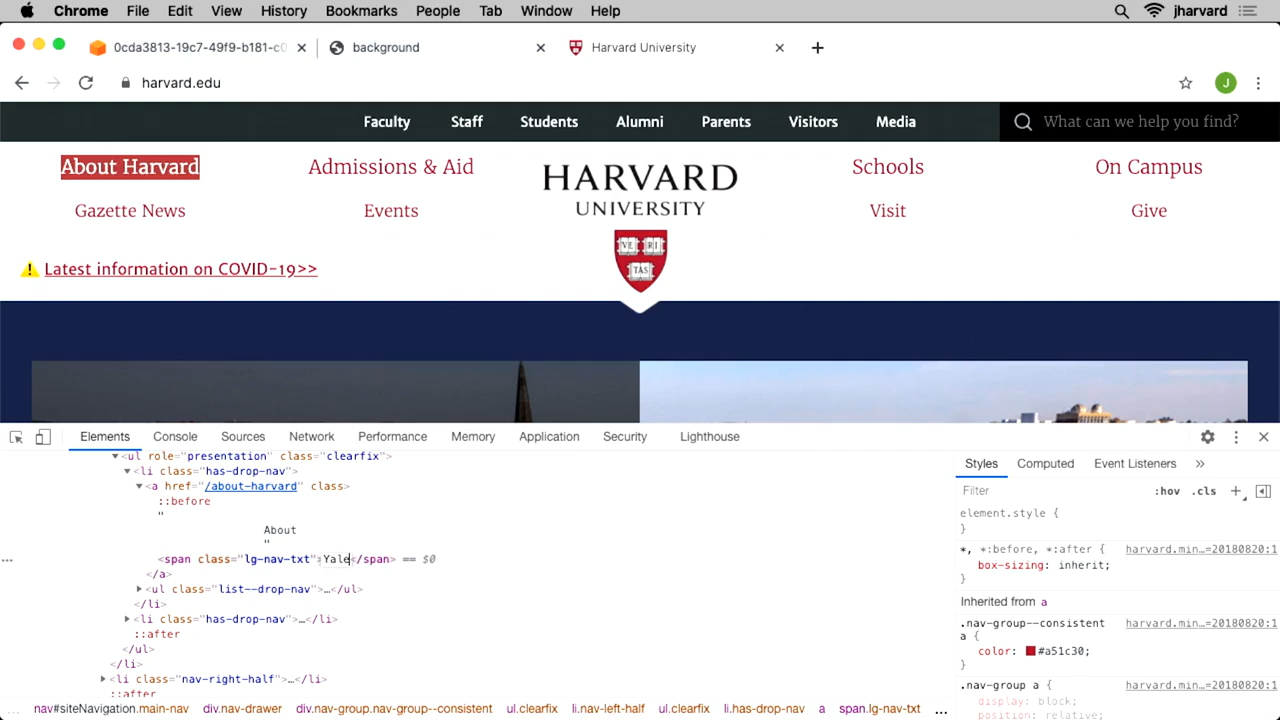 Chrome File Edit View History Bookmarks People Tab Window Help jharvard
0cda3813-19c7-49f9-b181-c0 background Harvard University
harvard.edu J
Faculty Staff Students Alumni Parents Visitors Media What can we help you find?
About Harvard Admissions & Aid HARVARD UNIVERSITY Schools On Campus
Gazette News Events Visit Give
VE RI TAS
Latest information on COVID-19>>
Elements Console Sources Network Performance Memory Application Security Lighthouse
<ul role="presentation" class="clearfix">
<li class="has-drop-nav">
<a href="/about-harvard" class>
::before
"
About
"
<span class="lg-nav-txt">Yale</span> == $0
</a>
<ul class="list--drop-nav">…</ul>
</li>
<li class="has-drop-nav">…</li>
::after
</ul>
</li>
<li class="nav-right-half">…</li>
::after
… nav#siteNavigation.main-nav div.nav-drawer div.nav-group.nav-group--consistent ul.clearfix li.nav-left-half ul.clearfix li.has-drop-nav a span.lg-nav-txt …
Styles Computed Event Listeners »
Filter :hov .cls +
element.style {
}
*, *:before, *:after { harvard.min…=20180820:1
box-sizing: inherit;
}
Inherited from a
.nav-group--consistent harvard.min…=20180820:1
a {
color: #a51c30;
}
.nav-group a { harvard.min…=20180820:1
display: block;
position: relative;